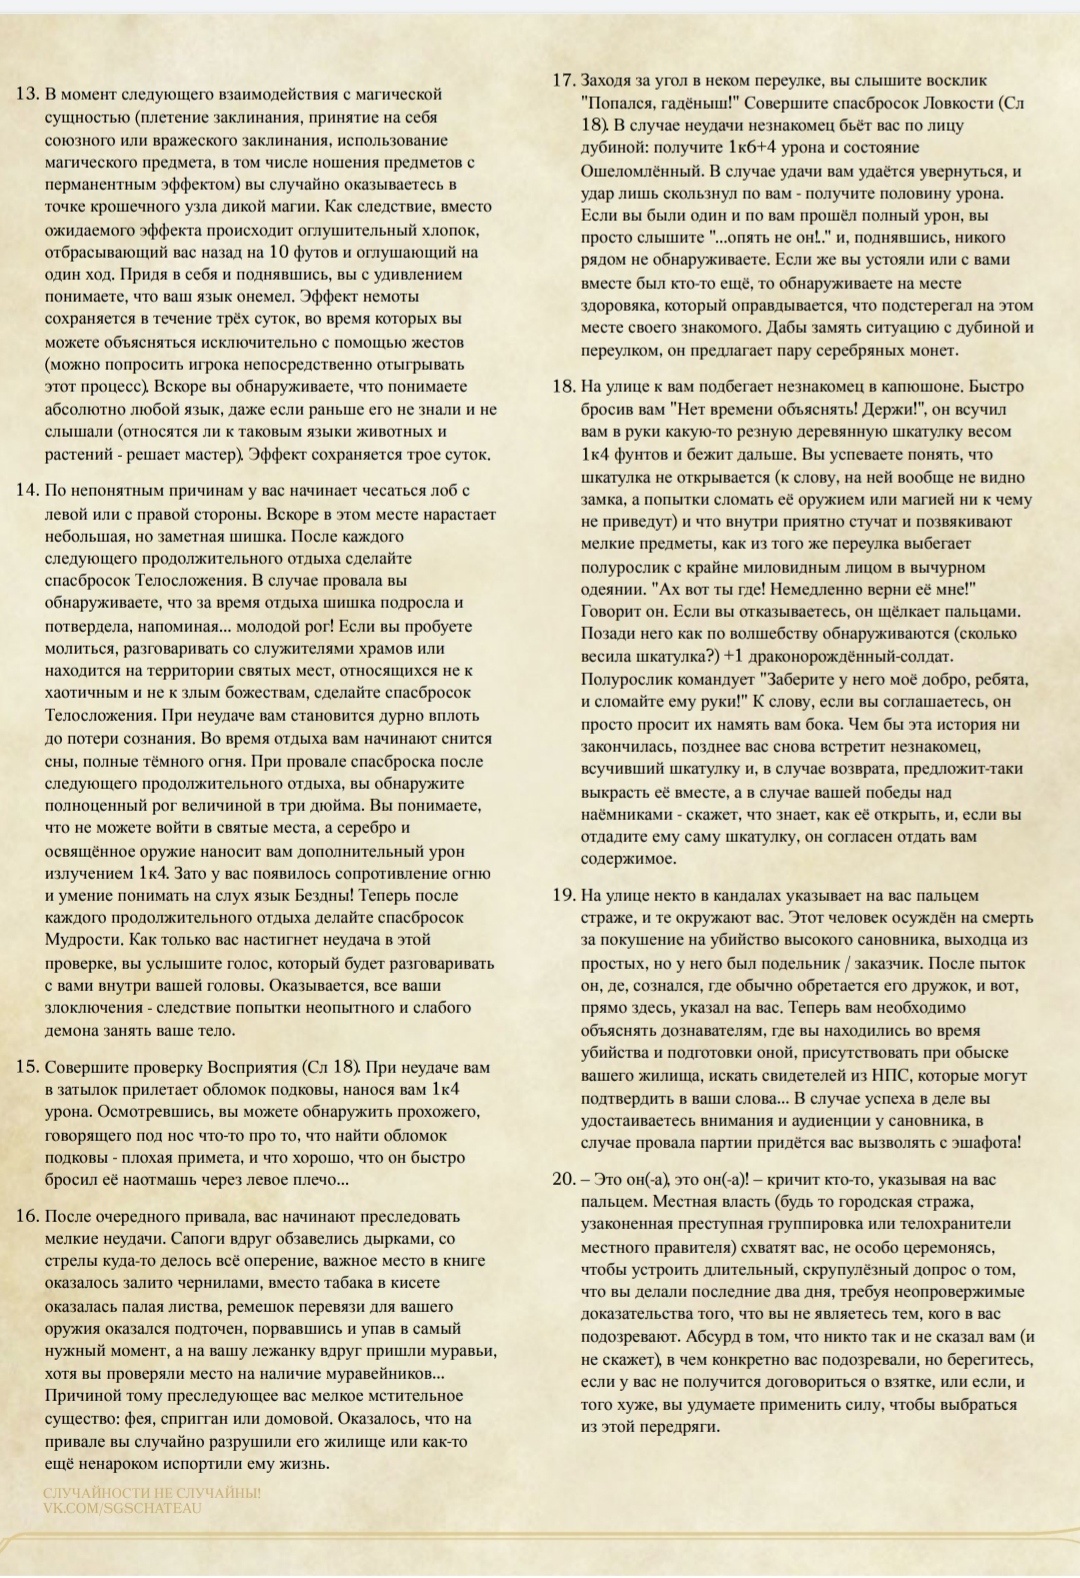 13. В момент следующего взаимодействия с магической
сущностью (плетение заклинания, принятие на себя
союзного или вражеского заклинания, использование
магического предмета, в том числе ношения предметов с
перманентным эффектом) вы случайно оказываетесь в
точке крошечного узла дикой магии. Как следствие, вместо
ожидаемого эффекта происходит оглушительный хлопок,
отбрасывающий вас назад на 10 футов и оглушающий на
один ход. Придя в себя и поднявшись, вы с удивлением
понимаете, что ваш язык онемел. Эффект немоты
сохраняется в течение трёх суток, во время которых вы
можете объясняться исключительно с помощью жестов
(можно попросить игрока непосредственно отыгрывать
этот процесс). Вскоре вы обнаруживаете, что понимаете
абсолютно любой язык, даже если раньше его не знали и не
слышали (относятся ли к таковым языки животных и
растений - решает мастер). Эффект сохраняется трое суток.
14. По непонятным причинам у вас начинает чесаться лоб с
левой или с правой стороны. Вскоре в этом месте нарастает
небольшая, но заметная шишка. После каждого
следующего продолжительного отдыха сделайте
спасбросок Телосложения. В случае провала вы
обнаруживаете, что за время отдыха шишка подросла и
потвердела, напоминая... молодой рог! Если вы пробуете
молиться, разговаривать со служителями храмов или
находится на территории святых мест, относящихся не к
хаотичным и не к злым божествам, сделайте спасбросок
Телосложения. При неудаче вам становится дурно вплоть
до потери сознания. Во время отдыха вам начинают снится
сны, полные тёмного огня. При провале спасброска после
следующего продолжительного отдыха, вы обнаружите
полноценный рог величиной в три дюйма. Вы понимаете,
что не можете войти в святые места, а серебро и
освящённое оружие наносит вам дополнительный урон
излучением 1к4. Зато у вас появилось сопротивление огню
и умение понимать на слух язык Бездны! Теперь после
каждого продолжительного отдыха делайте спасбросок
Мудрости. Как только вас настигнет неудача в этой
проверке, вы услышите голос, который будет разговаривать
с вами внутри вашей головы. Оказывается, все ваши
злоключения - следствие попытки неопытного и слабого
демона занять ваше тело.
15. Совершите проверку Восприятия (Сл 18). При неудаче вам
в затылок прилетает обломок подковы, нанося вам 1к4
урона. Осмотревшись, вы можете обнаружить прохожего,
говорящего под нос что-то про то, что найти обломок
подковы - плохая примета, и что хорошо, что он быстро
бросил её наотмашь через левое плечо...
16. После очередного привала, вас начинают преследовать
мелкие неудачи. Сапоги вдруг обзавелись дырками, со
стрелы куда-то делось всё оперение, важное место в книге
оказалось залито чернилами, вместо табака в кисете
оказалась палая листва, ремешок перевязи для вашего
оружия оказался подточен, порвавшись и упав в самый
нужный момент, а на вашу лежанку вдруг пришли муравьи,
хотя вы проверяли место на наличие муравейников...
Причиной тому преследующее вас мелкое мстительное
существо: фея, спригган или домовой. Оказалось, что на
привале вы случайно разрушили его жилище или как-то
ещё ненароком испортили ему жизнь.
СЛУЧАЙНОСТИ НЕ СЛУЧАЙНЫ!
VK.COM/SGSCHATEAU
17. Заходя за угол в неком переулке, вы слышите восклик
"Попался, гадёныш!" Совершите спасбросок Ловкости (Сл
18). В случае неудачи незнакомец бьёт вас по лицу
дубиной: получите 1к6+4 урона и состояние
Ошеломлённый. В случае удачи вам удаётся увернуться, и
удар лишь скользнул по вам - получите половину урона.
Если вы были один и по вам прошёл полный урон, вы
просто слышите "...опять не он!.." и, поднявшись, никого
рядом не обнаруживаете. Если же вы устояли или с вами
вместе был кто-то ещё, то обнаруживаете на месте
здоровяка, который оправдывается, что подстерегал на этом
месте своего знакомого. Дабы замять ситуацию с дубиной и
переулком, он предлагает пару серебряных монет.
18. На улице к вам подбегает незнакомец в капюшоне. Быстро
бросив вам "Нет времени объяснять! Держи!", он всучил
вам в руки какую-то резную деревянную шкатулку весом
1к4 фунтов и бежит дальше. Вы успеваете понять, что
шкатулка не открывается (к слову, на ней вообще не видно
замка, а попытки сломать её оружием или магией ни к чему
не приведут) и что внутри приятно стучат и позвякивают
мелкие предметы, как из того же переулка выбегает
полурослик с крайне миловидным лицом в вычурном
одеянии. "Ах вот ты где! Немедленно верни её мне!"
Говорит он. Если вы отказываетесь, он щёлкает пальцами.
Позади него как по волшебству обнаруживаются (сколько
весила шкатулка?) +1 драконорождённый-солдат.
Полурослик командует "Заберите у него моё добро, ребята,
и сломайте ему руки!" К слову, если вы соглашаетесь, он
просто просит их намять вам бока. Чем бы эта история ни
закончилась, позднее вас снова встретит незнакомец,
всучивший шкатулку и, в случае возврата, предложит-таки
выкрасть её вместе, а в случае вашей победы над
наёмниками - скажет, что знает, как её открыть, и, если вы
отдадите ему саму шкатулку, он согласен отдать вам
содержимое.
19. На улице некто в кандалах указывает на вас пальцем
страже, и те окружают вас. Этот человек осуждён на смерть
за покушение на убийство высокого сановника, выходца из
простых, но у него был подельник / заказчик. После пыток
он, де, сознался, где обычно обретается его дружок, и вот,
прямо здесь, указал на вас. Теперь вам необходимо
объяснять дознавателям, где вы находились во время
убийства и подготовки оной, присутствовать при обыске
вашего жилища, искать свидетелей из НПС, которые могут
подтвердить в ваши слова... В случае успеха в деле вы
удостаиваетесь внимания и аудиенции у сановника, в
случае провала партии придётся вас вызволять с эшафота!
20. – Это он(-а), это он(-а)! – кричит кто-то, указывая на вас
пальцем. Местная власть (будь то городская стража,
узаконенная преступная группировка или телохранители
местного правителя) схватят вас, не особо церемонясь,
чтобы устроить длительный, скрупулёзный допрос о том,
что вы делали последние два дня, требуя неопровержимые
доказательства того, что вы не являетесь тем, кого в вас
подозревают. Абсурд в том, что никто так и не сказал вам (и
не скажет), в чем конкретно вас подозревали, но берегитесь,
если у вас не получится договориться о взятке, или если, и
того хуже, вы удумаете применить силу, чтобы выбраться
из этой передряги.